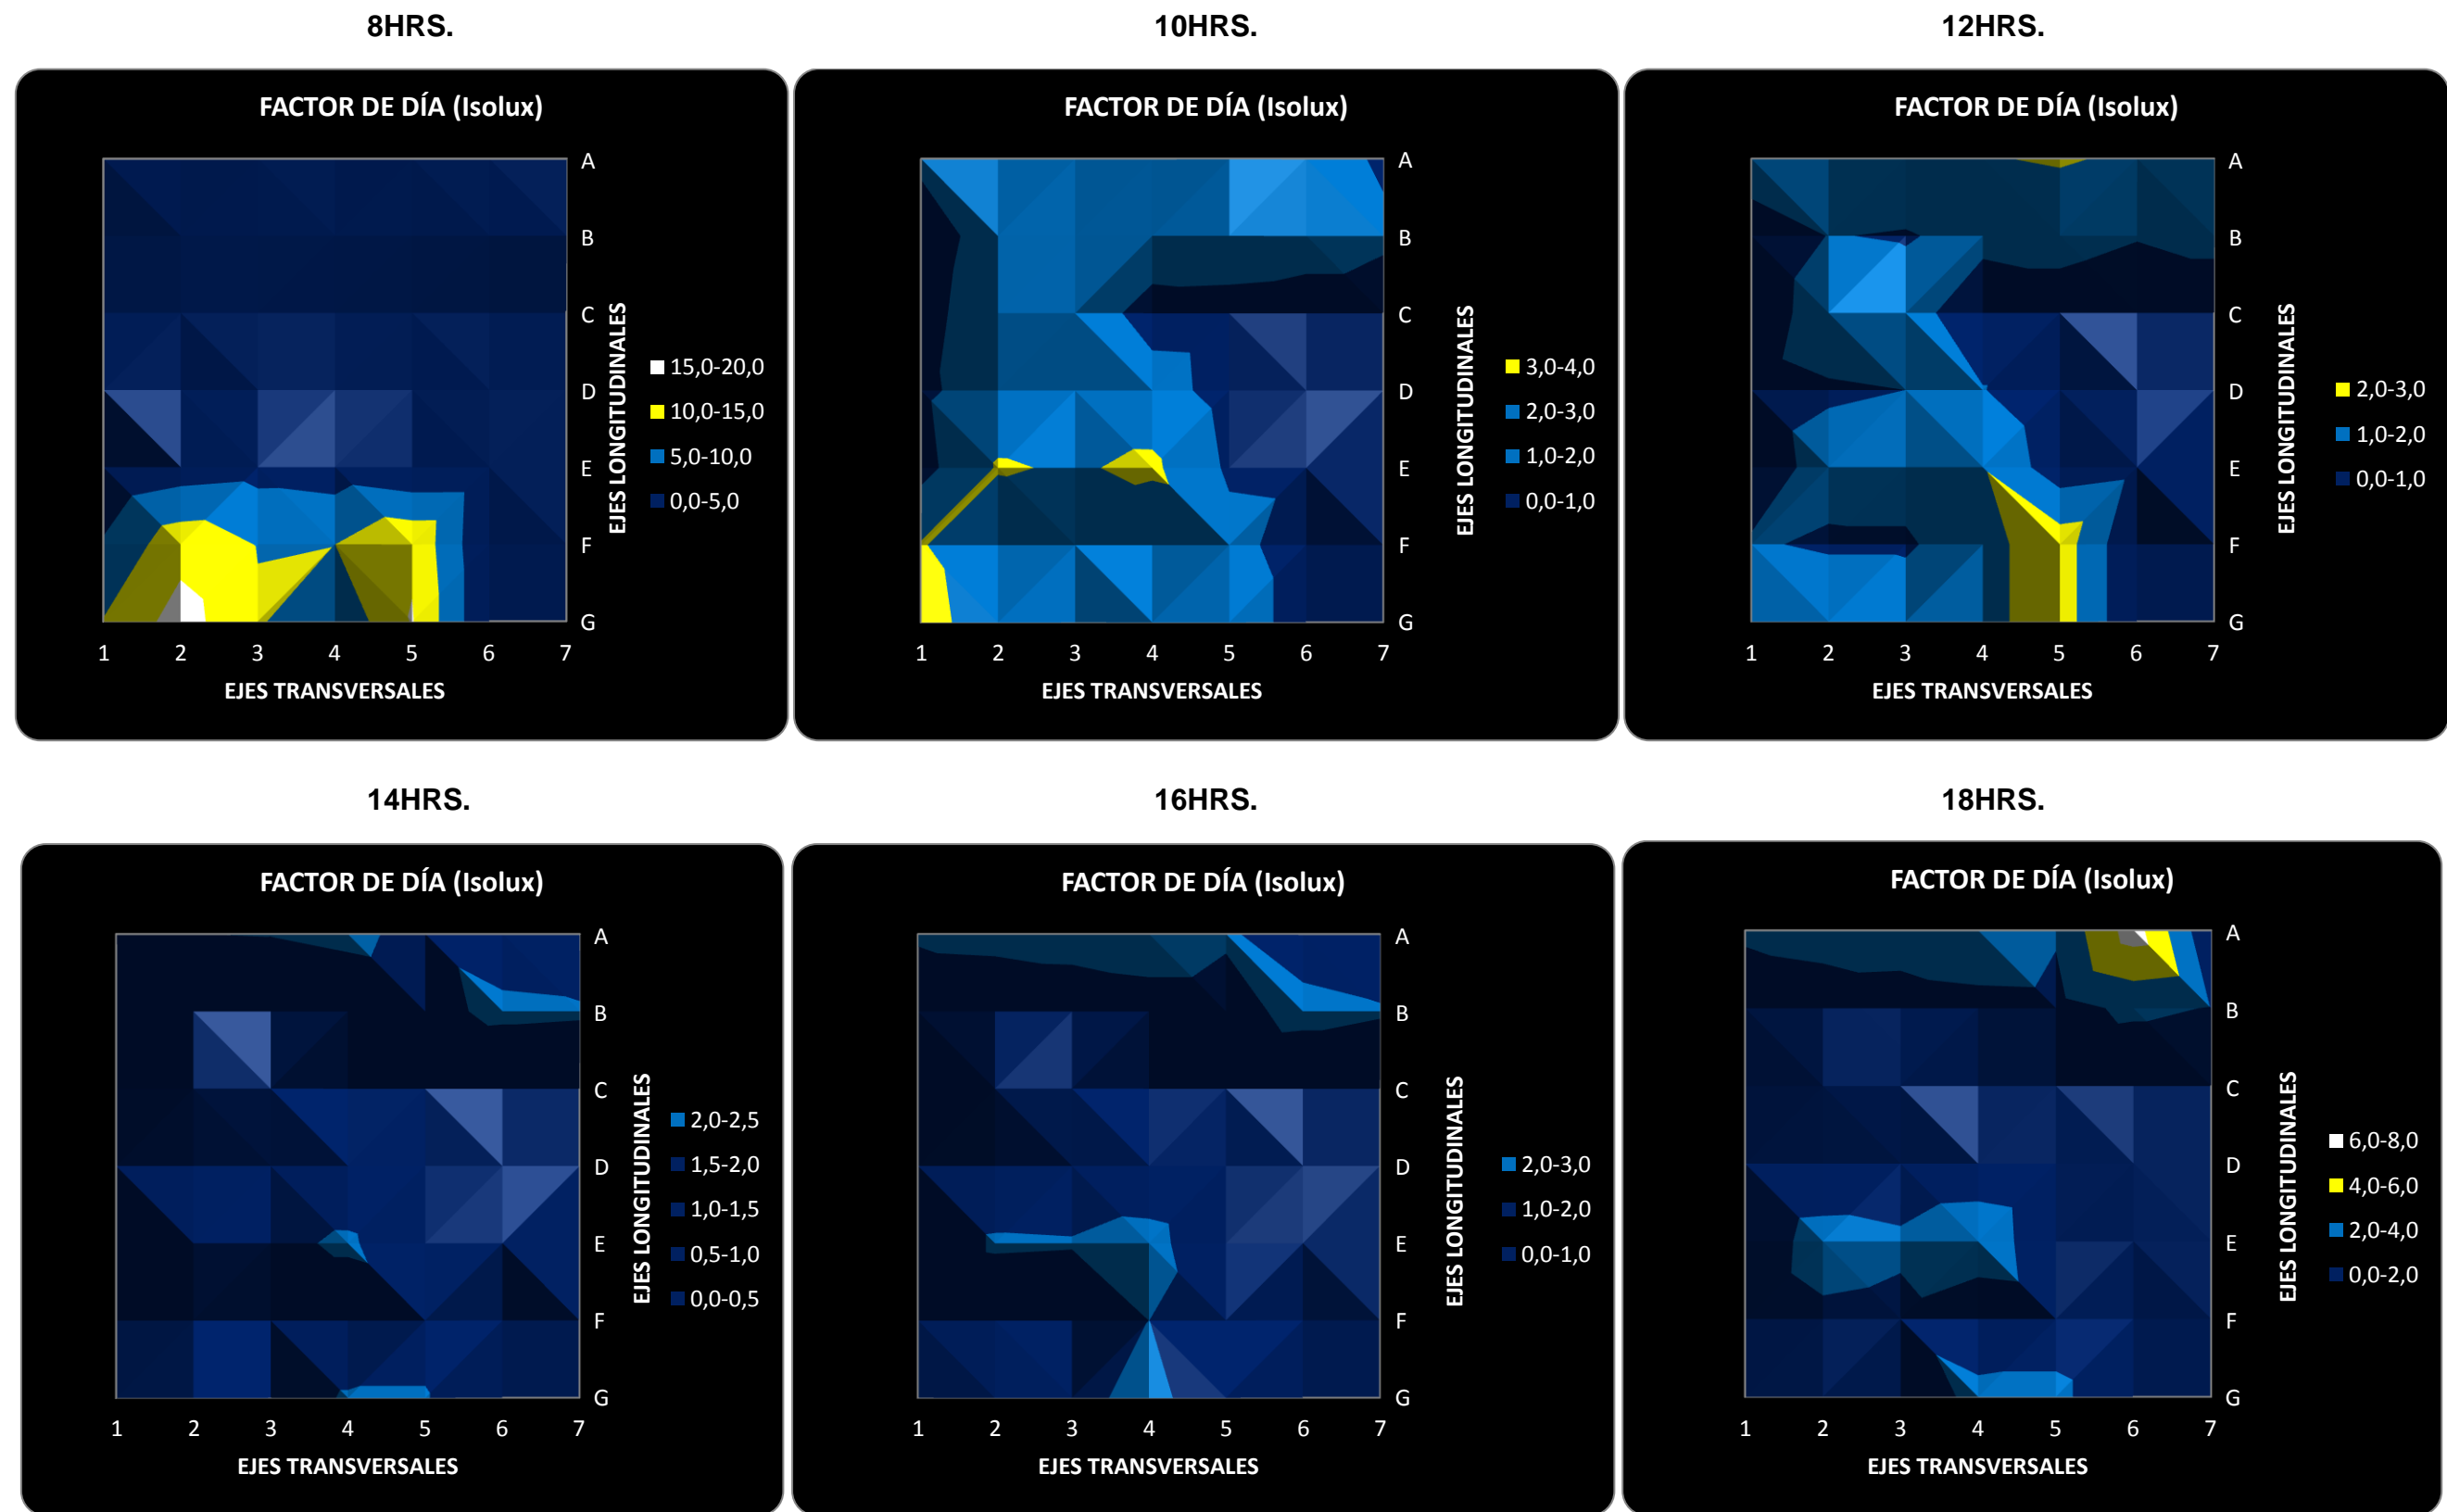 8HRS.
10HRS.
12HRS.
FACTOR DE DÍA (Isolux)
A
B
C
D
E
F
G
1 2 3 4 5 6 7
EJES TRANSVERSALES
EJES LONGITUDINALES
15,0-20,0
10,0-15,0
5,0-10,0
0,0-5,0
FACTOR DE DÍA (Isolux)
A
B
C
D
E
F
G
1 2 3 4 5 6 7
EJES TRANSVERSALES
EJES LONGITUDINALES
3,0-4,0
2,0-3,0
1,0-2,0
0,0-1,0
FACTOR DE DÍA (Isolux)
A
B
C
D
E
F
G
1 2 3 4 5 6 7
EJES TRANSVERSALES
EJES LONGITUDINALES
2,0-3,0
1,0-2,0
0,0-1,0
14HRS.
16HRS.
18HRS.
FACTOR DE DÍA (Isolux)
A
B
C
D
E
F
G
1 2 3 4 5 6 7
EJES TRANSVERSALES
EJES LONGITUDINALES
2,0-2,5
1,5-2,0
1,0-1,5
0,5-1,0
0,0-0,5
FACTOR DE DÍA (Isolux)
A
B
C
D
E
F
G
1 2 3 4 5 6 7
EJES TRANSVERSALES
EJES LONGITUDINALES
2,0-3,0
1,0-2,0
0,0-1,0
FACTOR DE DÍA (Isolux)
A
B
C
D
E
F
G
1 2 3 4 5 6 7
EJES TRANSVERSALES
EJES LONGITUDINALES
6,0-8,0
4,0-6,0
2,0-4,0
0,0-2,0